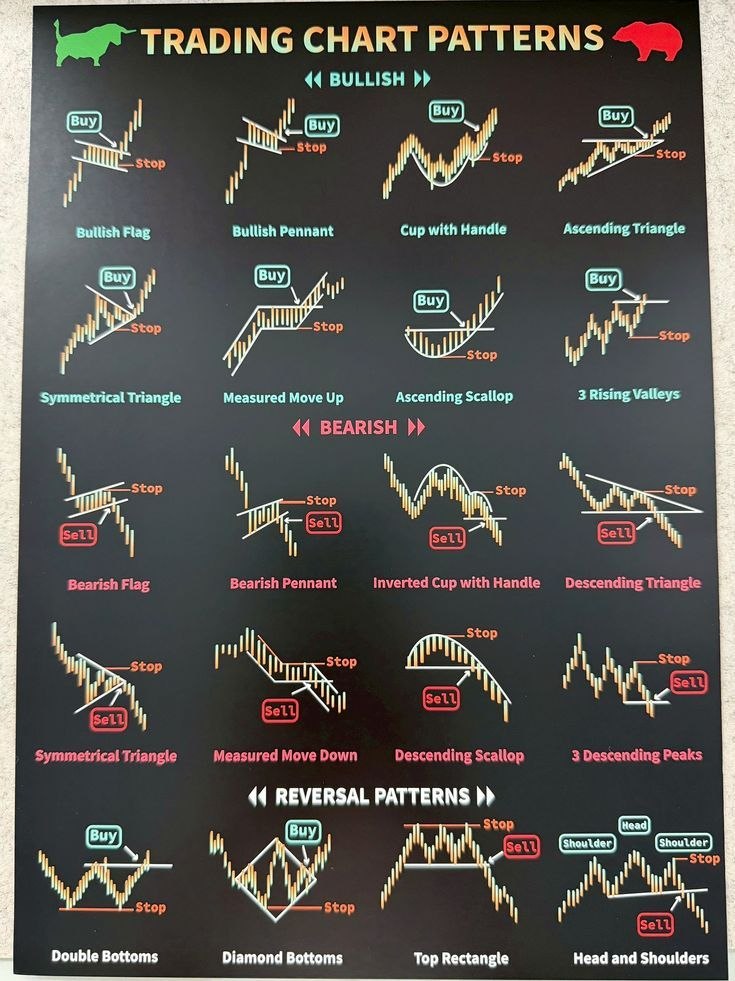 TRADING CHART PATTERNS
BULLISH
Buy
Stop
Buy
Stop
Buy
Stop
Buy
Stop
Bullish Flag
Bullish Pennant
Cup with Handle
Ascending Triangle
Buy
Stop
Buy
Stop
Buy
Stop
Buy
Stop
Symmetrical Triangle
Measured Move Up
Ascending Scallop
3 Rising Valleys
BEARISH
Stop
Sell
Stop
Sell
Stop
Sell
Stop
Sell
Bearish Flag
Bearish Pennant
Inverted Cup with Handle
Descending Triangle
Stop
Sell
Stop
Sell
Stop
Sell
Stop
Sell
Symmetrical Triangle
Measured Move Down
Descending Scallop
3 Descending Peaks
REVERSAL PATTERNS
Buy
Stop
Buy
Stop
Stop
Sell
Head
Shoulder
Shoulder
Stop
Sell
Double Bottoms
Diamond Bottoms
Top Rectangle
Head and Shoulders